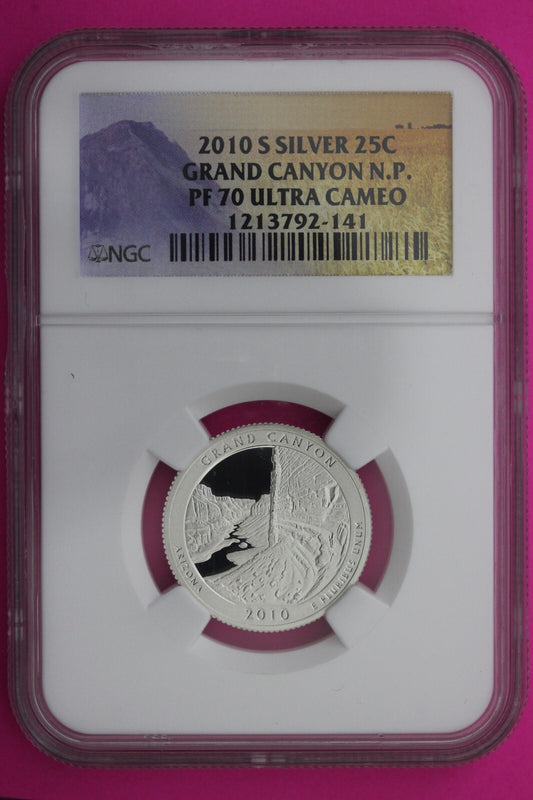 2010 S SILVER 25C
GRAND CANYON N.P.
PF 70 ULTRA CAMEO
1213792-141
NGC
GRAND CANYON
ARIZONA
2010
E PLURIBUS UNUM